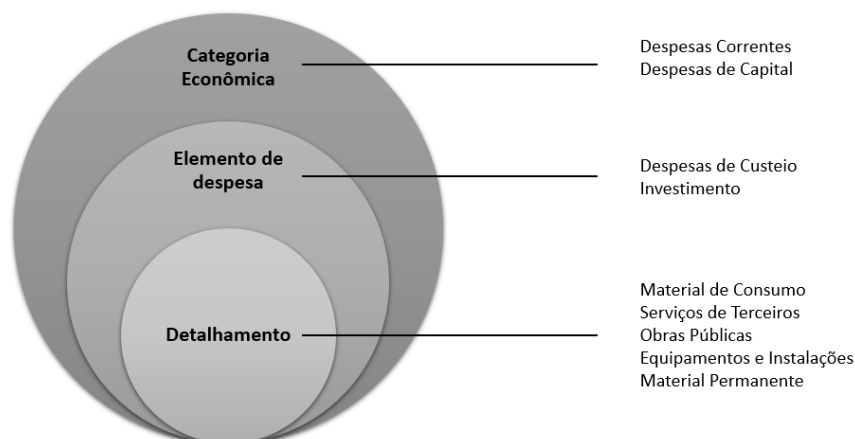 Categoria
Econômica
Despesas Correntes
Despesas de Capital
Elemento de
despesa
Despesas de Custeio
Investimento
Detalhamento
Material de Consumo
Serviços de Terceiros
Obras Públicas
Equipamentos e Instalações
Material Permanente